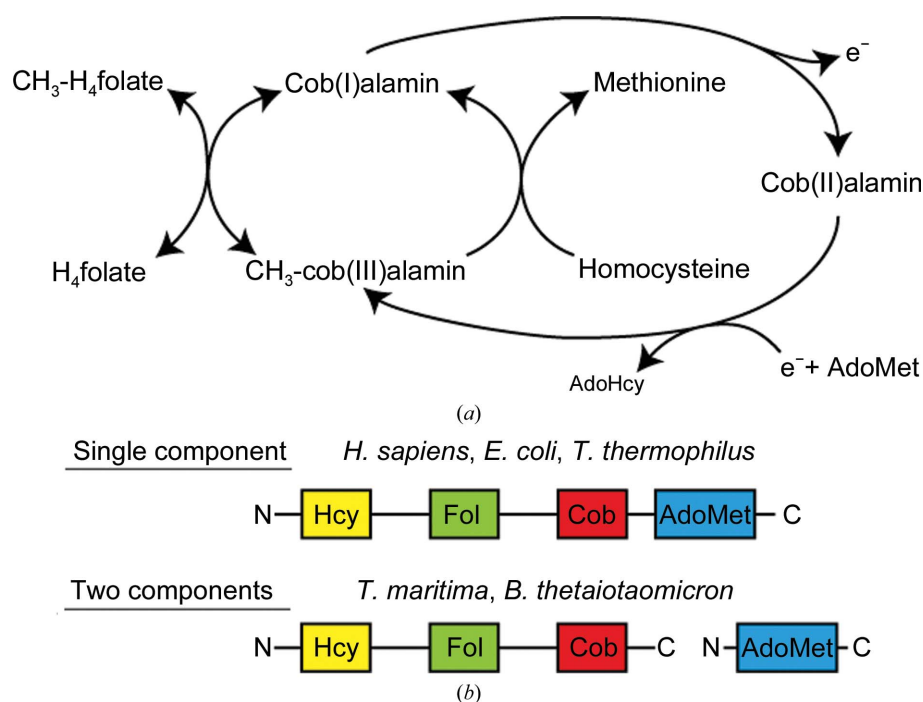 e⁻
CH₃-H₄folate
Cob(I)alamin
Methionine
Cob(II)alamin
H₄folate
CH₃-cob(III)alamin
Homocysteine
e⁻+ AdoMet
AdoHcy
(a)
Single component
H. sapiens, E. coli, T. thermophilus
N Hcy Fol Cob AdoMet C
Two components
T. maritima, B. thetaiotaomicron
N Hcy Fol Cob C N AdoMet C
(b)